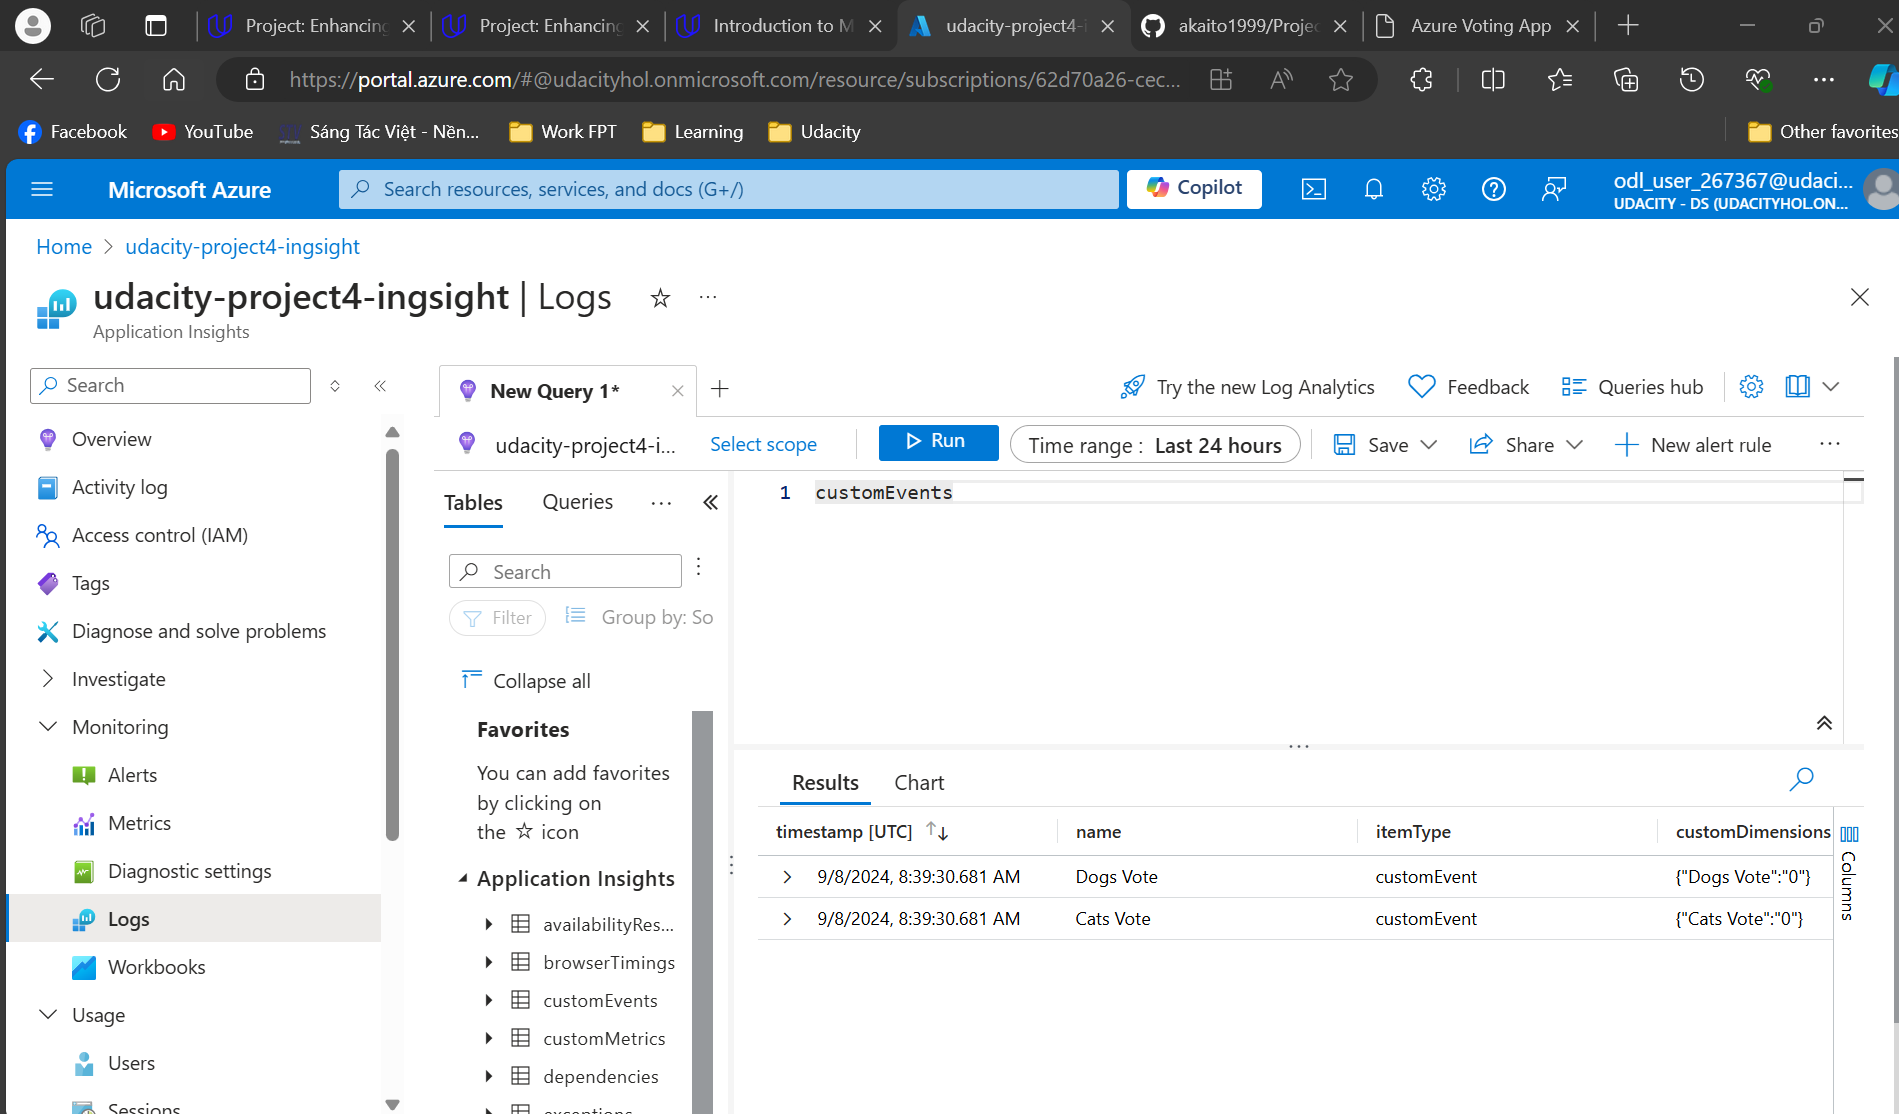 Project: Enhancing
Project: Enhancing
Introduction to M
udacity-project4-i
akaito1999/Projec
Azure Voting App
https://portal.azure.com/#@udacityhol.onmicrosoft.com/resource/subscriptions/62d70a26-cec...
Facebook
YouTube
Sáng Tác Việt - Nền...
Work FPT
Learning
Udacity
Other favorites
Microsoft Azure
Search resources, services, and docs (G+/)
Copilot
odl_user_267367@udaci...
UDACITY - DS (UDACITYHOL.ON...
Home > udacity-project4-ingsight
udacity-project4-ingsight | Logs
Application Insights
Search
New Query 1*
Try the new Log Analytics
Feedback
Queries hub
udacity-project4-i...
Select scope
Run
Time range : Last 24 hours
Save
Share
New alert rule
Overview
Activity log
Access control (IAM)
Tags
Diagnose and solve problems
Investigate
Monitoring
Alerts
Metrics
Diagnostic settings
Logs
Workbooks
Usage
Users
Sessions
Tables
Queries
Search
Filter
Group by: So
Collapse all
Favorites
You can add favorites
by clicking on
the ☆ icon
Application Insights
availabilityRes...
browserTimings
customEvents
customMetrics
dependencies
exceptions
1 customEvents
Results
Chart
timestamp [UTC] name itemType customDimensions
9/8/2024, 8:39:30.681 AM Dogs Vote customEvent {"Dogs Vote":"0"}
9/8/2024, 8:39:30.681 AM Cats Vote customEvent {"Cats Vote":"0"}
Columns